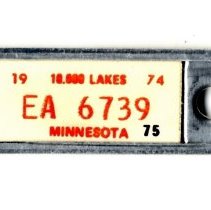 19 10.000 LAKES 74
EA 6739
MINNESOTA 75